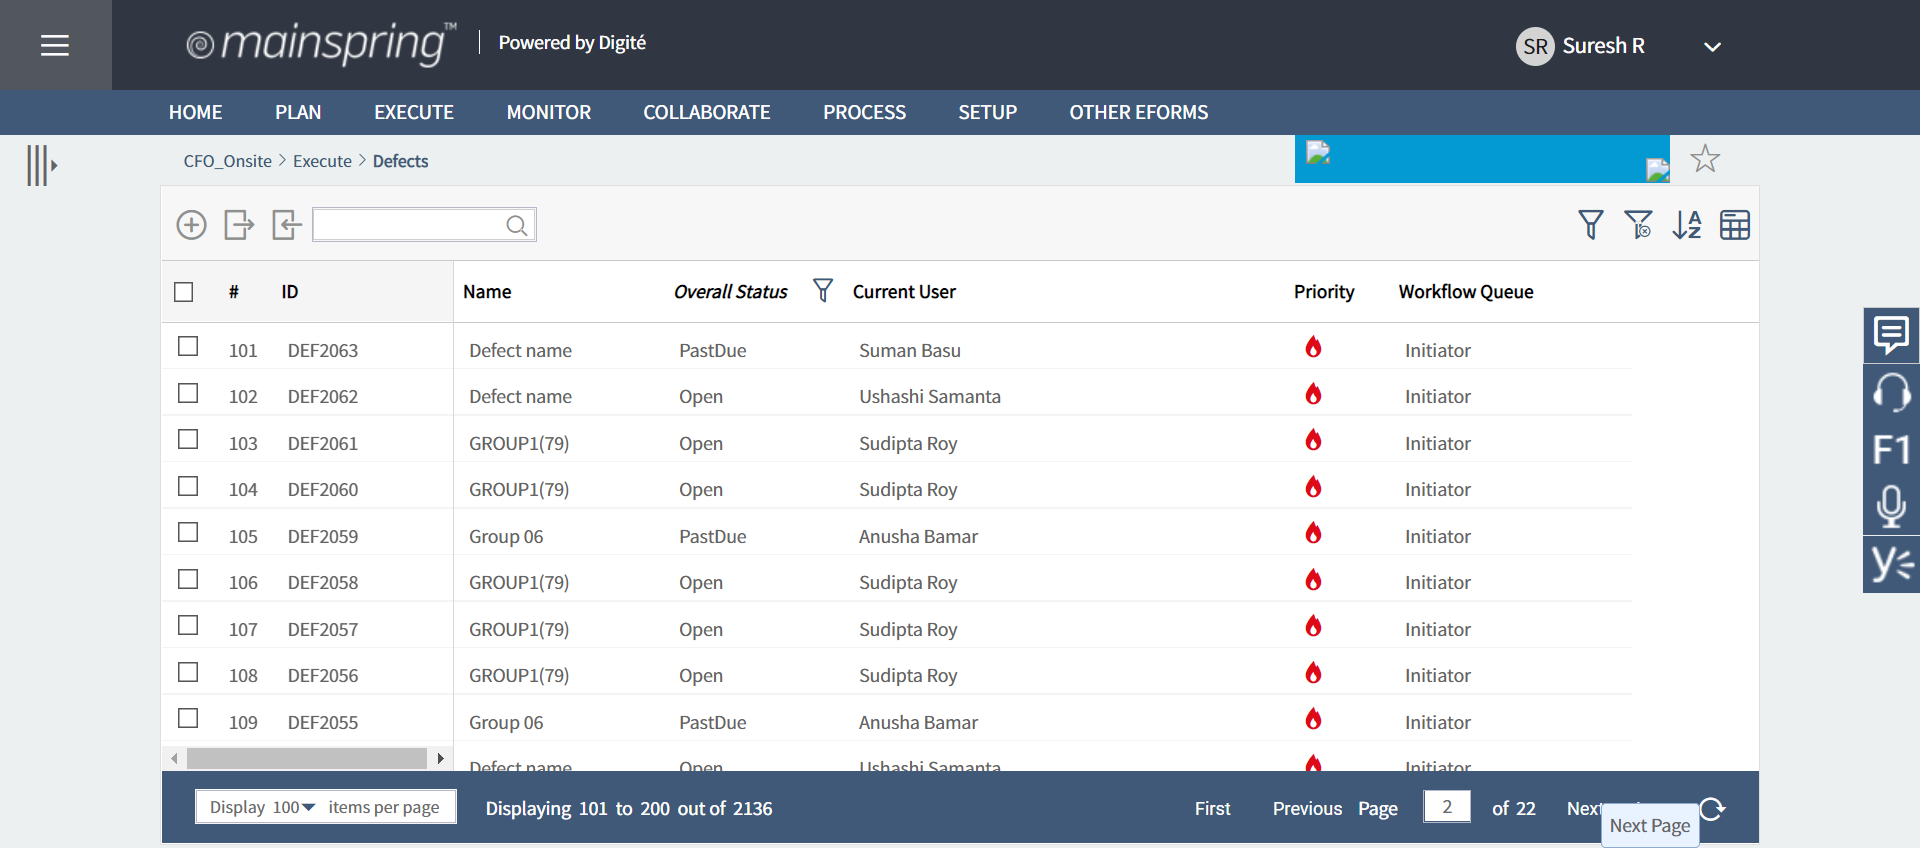 mainspring™ Powered by Digité
SR Suresh R
HOME PLAN EXECUTE MONITOR COLLABORATE PROCESS SETUP OTHER EFORMS
CFO_Onsite > Execute > Defects
# ID Name Overall Status Current User Priority Workflow Queue
101 DEF2063 Defect name PastDue Suman Basu Initiator
102 DEF2062 Defect name Open Ushashi Samanta Initiator
103 DEF2061 GROUP1(79) Open Sudipta Roy Initiator
104 DEF2060 GROUP1(79) Open Sudipta Roy Initiator
105 DEF2059 Group 06 PastDue Anusha Bamar Initiator
106 DEF2058 GROUP1(79) Open Sudipta Roy Initiator
107 DEF2057 GROUP1(79) Open Sudipta Roy Initiator
108 DEF2056 GROUP1(79) Open Sudipta Roy Initiator
109 DEF2055 Group 06 PastDue Anusha Bamar Initiator
Defect name Open Ushashi Samanta Initiator
Display 100 items per page Displaying 101 to 200 out of 2136 First Previous Page 2 of 22 Next
Next Page
F1